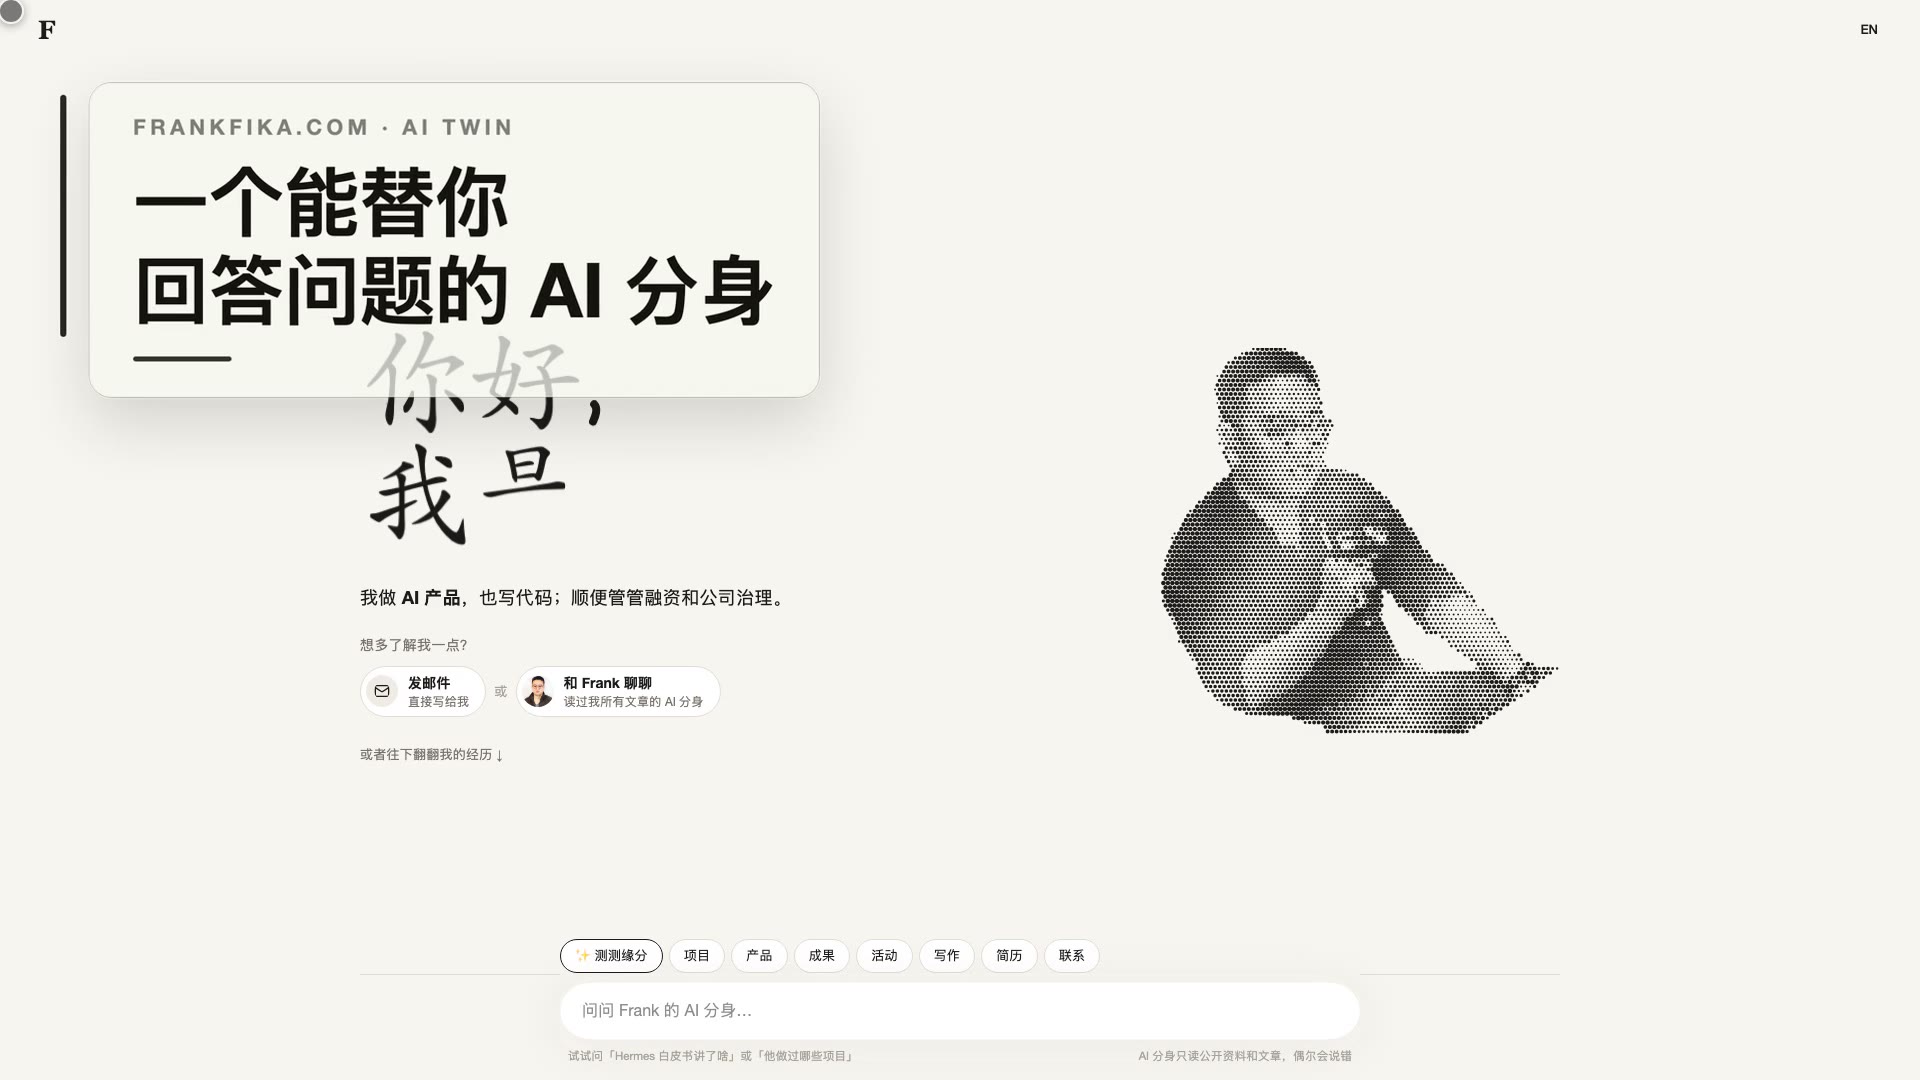 F
EN
FRANKFIKA.COM · AI TWIN
一个能替你
回答问题的 AI 分身
你好，
我旦
我做 AI 产品，也写代码；顺便管管融资和公司治理。
想多了解我一点？
发邮件
直接写给我
或
和 Frank 聊聊
读过我所有文章的 AI 分身
或者往下翻翻我的经历 ↓
✨ 测测缘分
项目
产品
成果
活动
写作
简历
联系
问问 Frank 的 AI 分身…
试试问「Hermes 白皮书讲了啥」或「他做过哪些项目」
AI 分身只读公开资料和文章，偶尔会说错